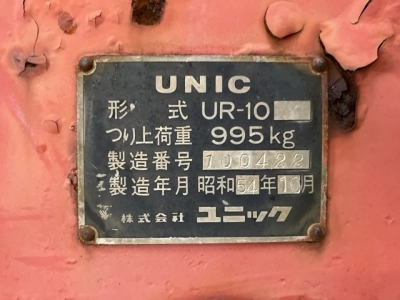 UNIC
形式 UR-10
つり上荷重 995kg
製造番号 100422
製造年月 昭和54年10月
株式会社 ユニック